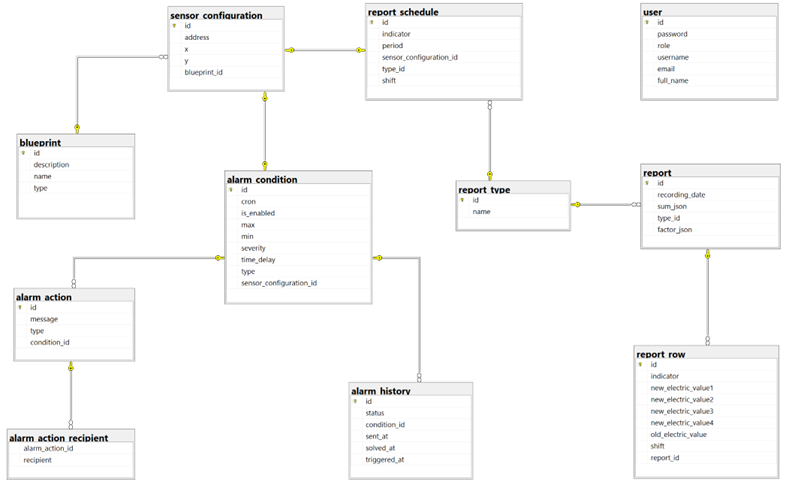 sensor_configuration
id
address
x
y
blueprint_id
report_schedule
id
indicator
period
sensor_configuration_id
type_id
shift
user
id
password
role
username
email
full_name
blueprint
id
description
name
type
alarm_condition
id
cron
is_enabled
max
min
severity
time_delay
type
sensor_configuration_id
report_type
id
name
report
id
recording_date
sum_json
type_id
factor_json
alarm_action
id
message
type
condition_id
alarm_history
id
status
condition_id
sent_at
solved_at
triggered_at
report_row
id
indicator
new_electric_value1
new_electric_value2
new_electric_value3
new_electric_value4
old_electric_value
shift
report_id
alarm_action_recipient
alarm_action_id
recipient